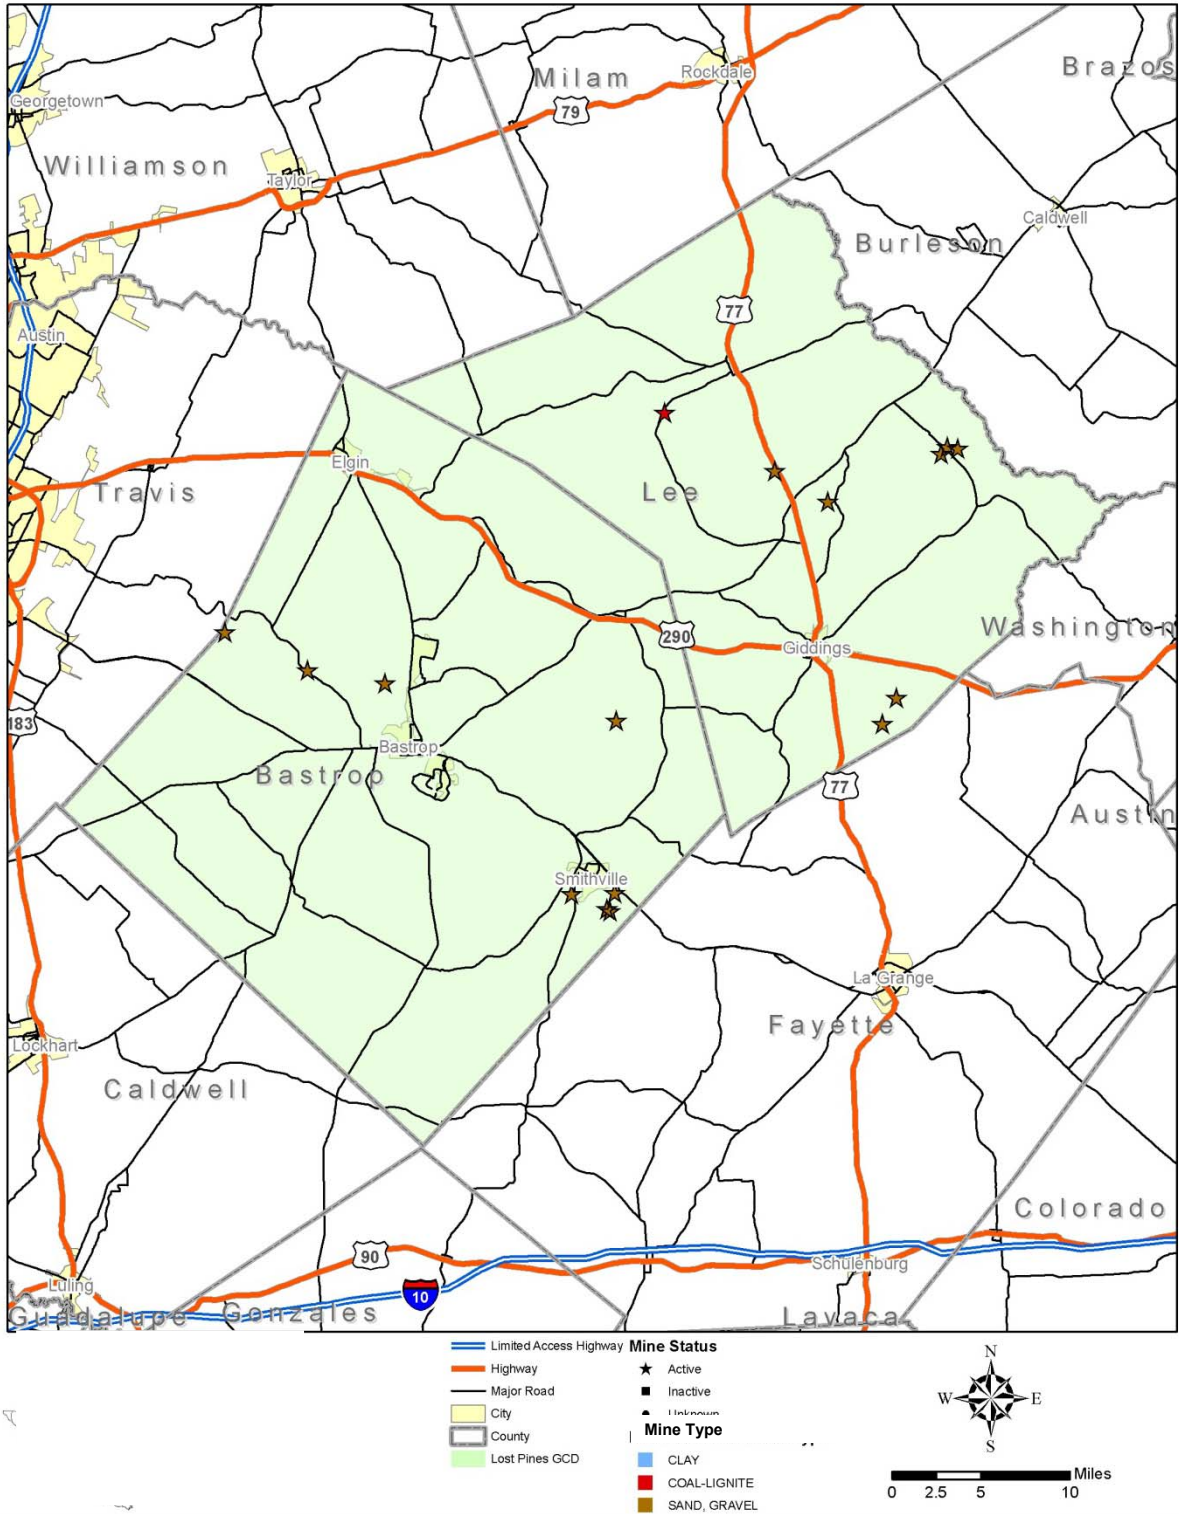 Milam
Rockdale
Brazos
79
Georgetown
Williamson
Taylor
Caldwell
Burleson
77
Austin
Elgin
Travis
Lee
Washington
290
Giddings
183
Bastrop
Bastrop
77
Austin
Smithville
La Grange
Fayette
Lockhart
Caldwell
Colorado
90
Schulenburg
Luling
10
Guadalupe
Gonzales
Lavaca
Limited Access Highway
Highway
Major Road
City
County
Lost Pines GCD
Mine Status
Active
Inactive
Unknown
Mine Type
CLAY
COAL-LIGNITE
SAND, GRAVEL
N
W
E
S
Miles
0 2.5 5 10